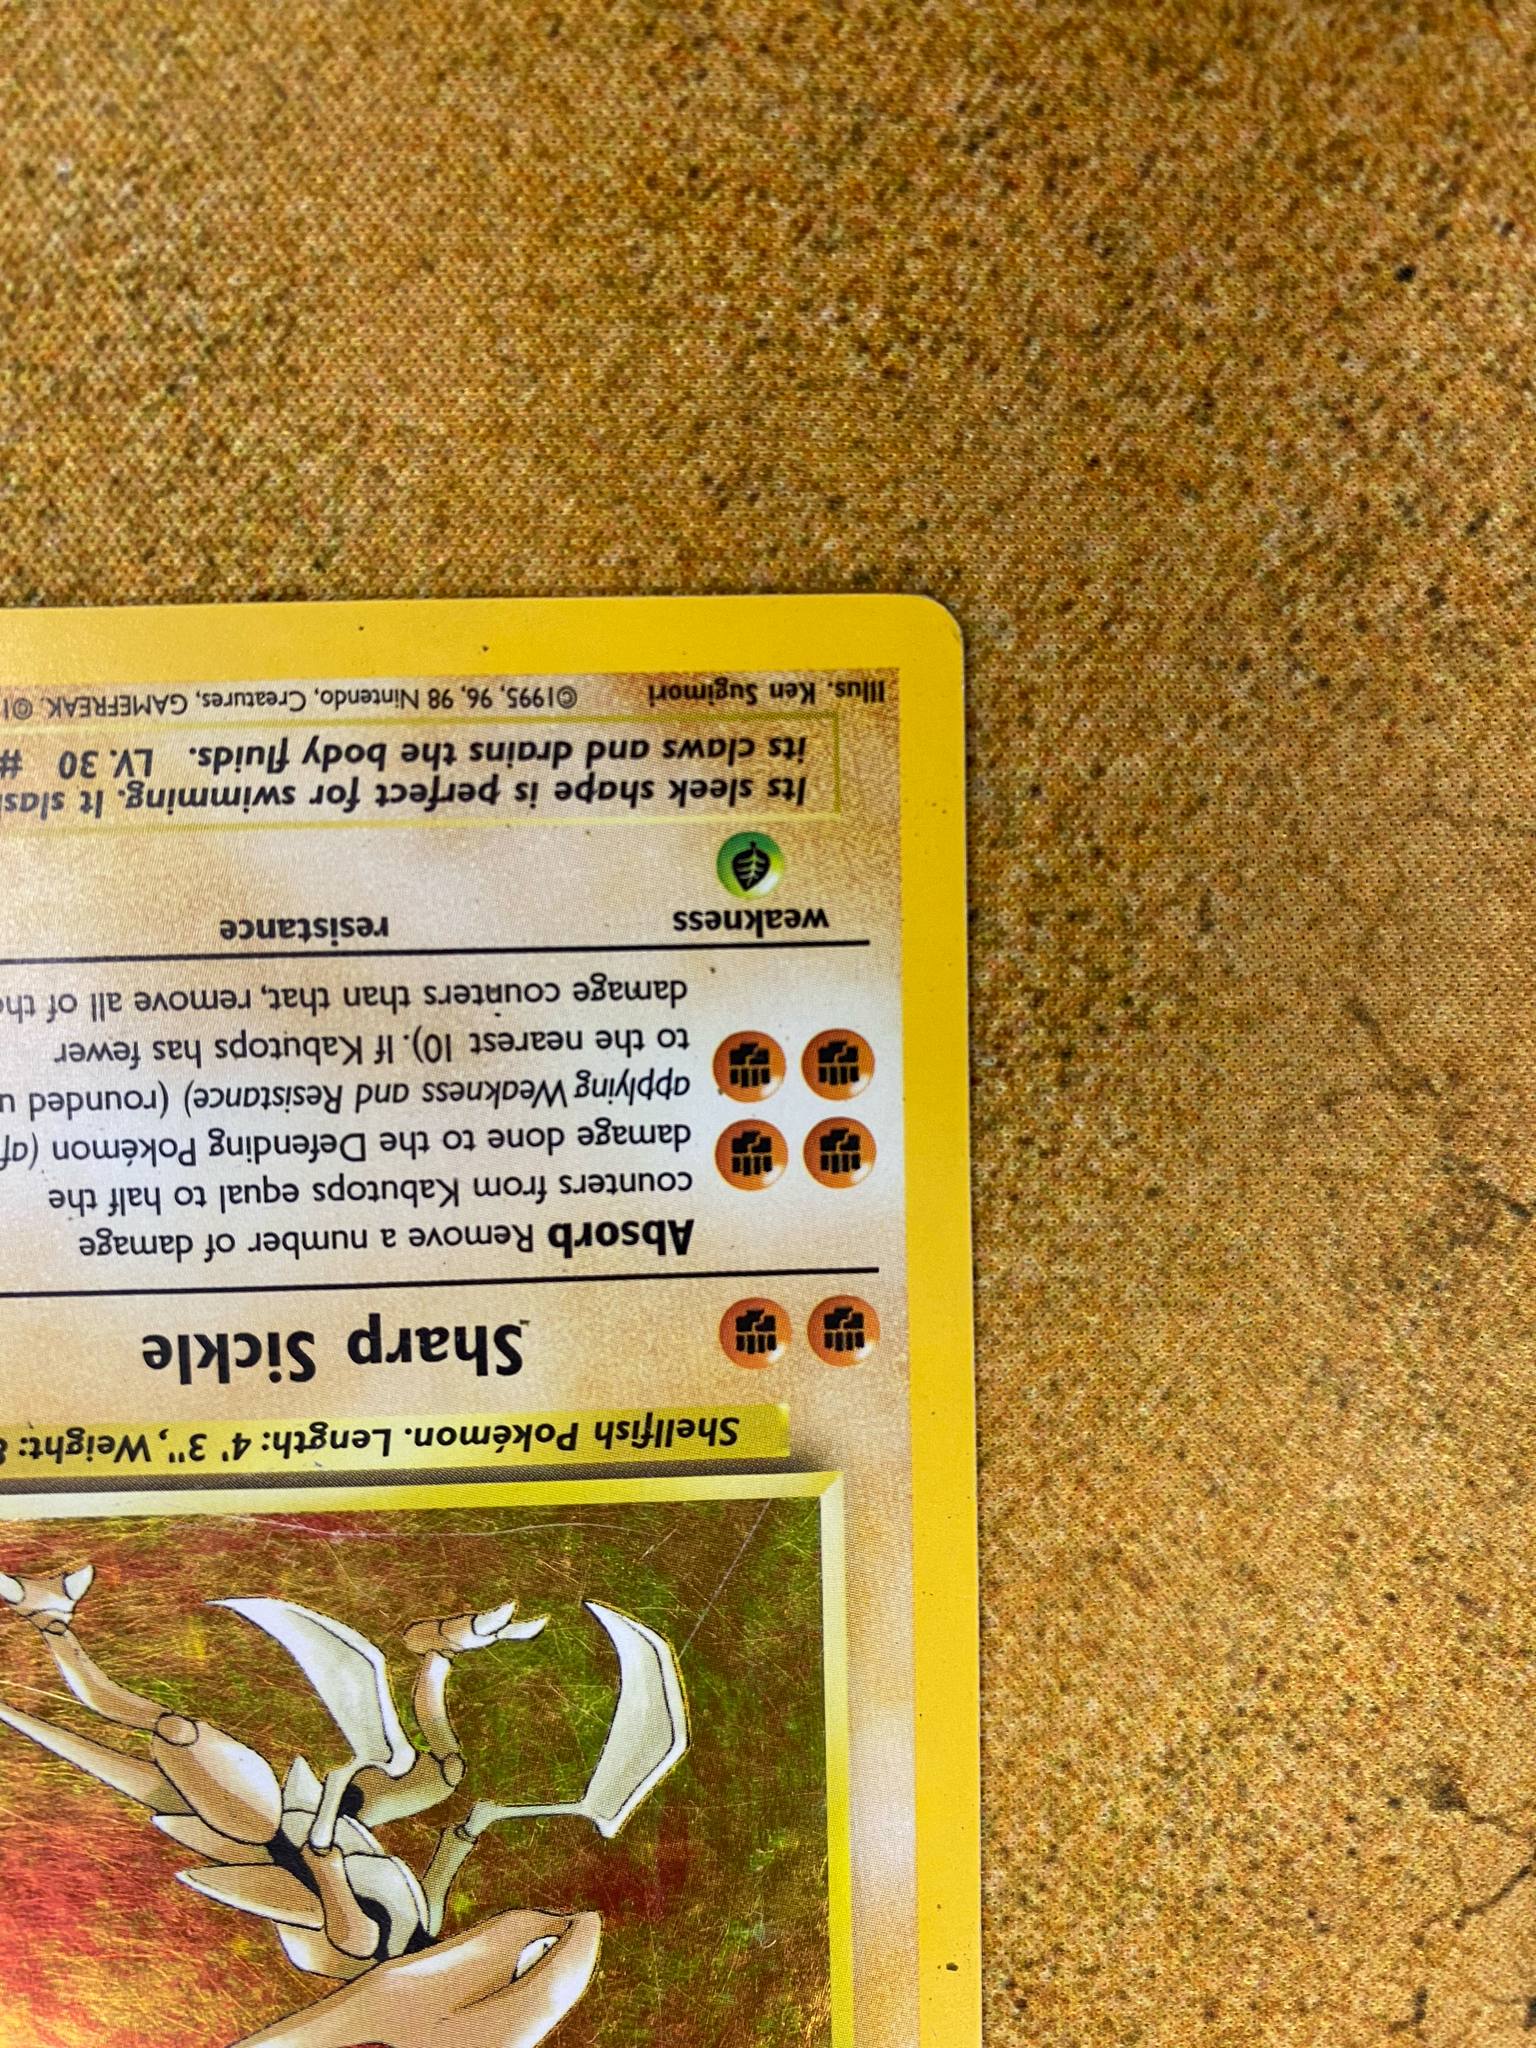 Shellfish Pokémon. Length: 4' 3", Weight:
Sharp Sickle
Absorb Remove a number of damage
counters from Kabutops equal to half the
damage done to the Defending Pokémon
applying Weakness and Resistance) (rounded
to the nearest 10). If Kabutops has fewer
damage counters than that, remove all of
weakness
resistance
Its sleek shape is perfect for swimming. It
its claws and drains the body fluids. LV. 30 #
Illus. Ken Sugimori ©1995, 96, 98 Nintendo, Creatures, GAMEFREAK. ©